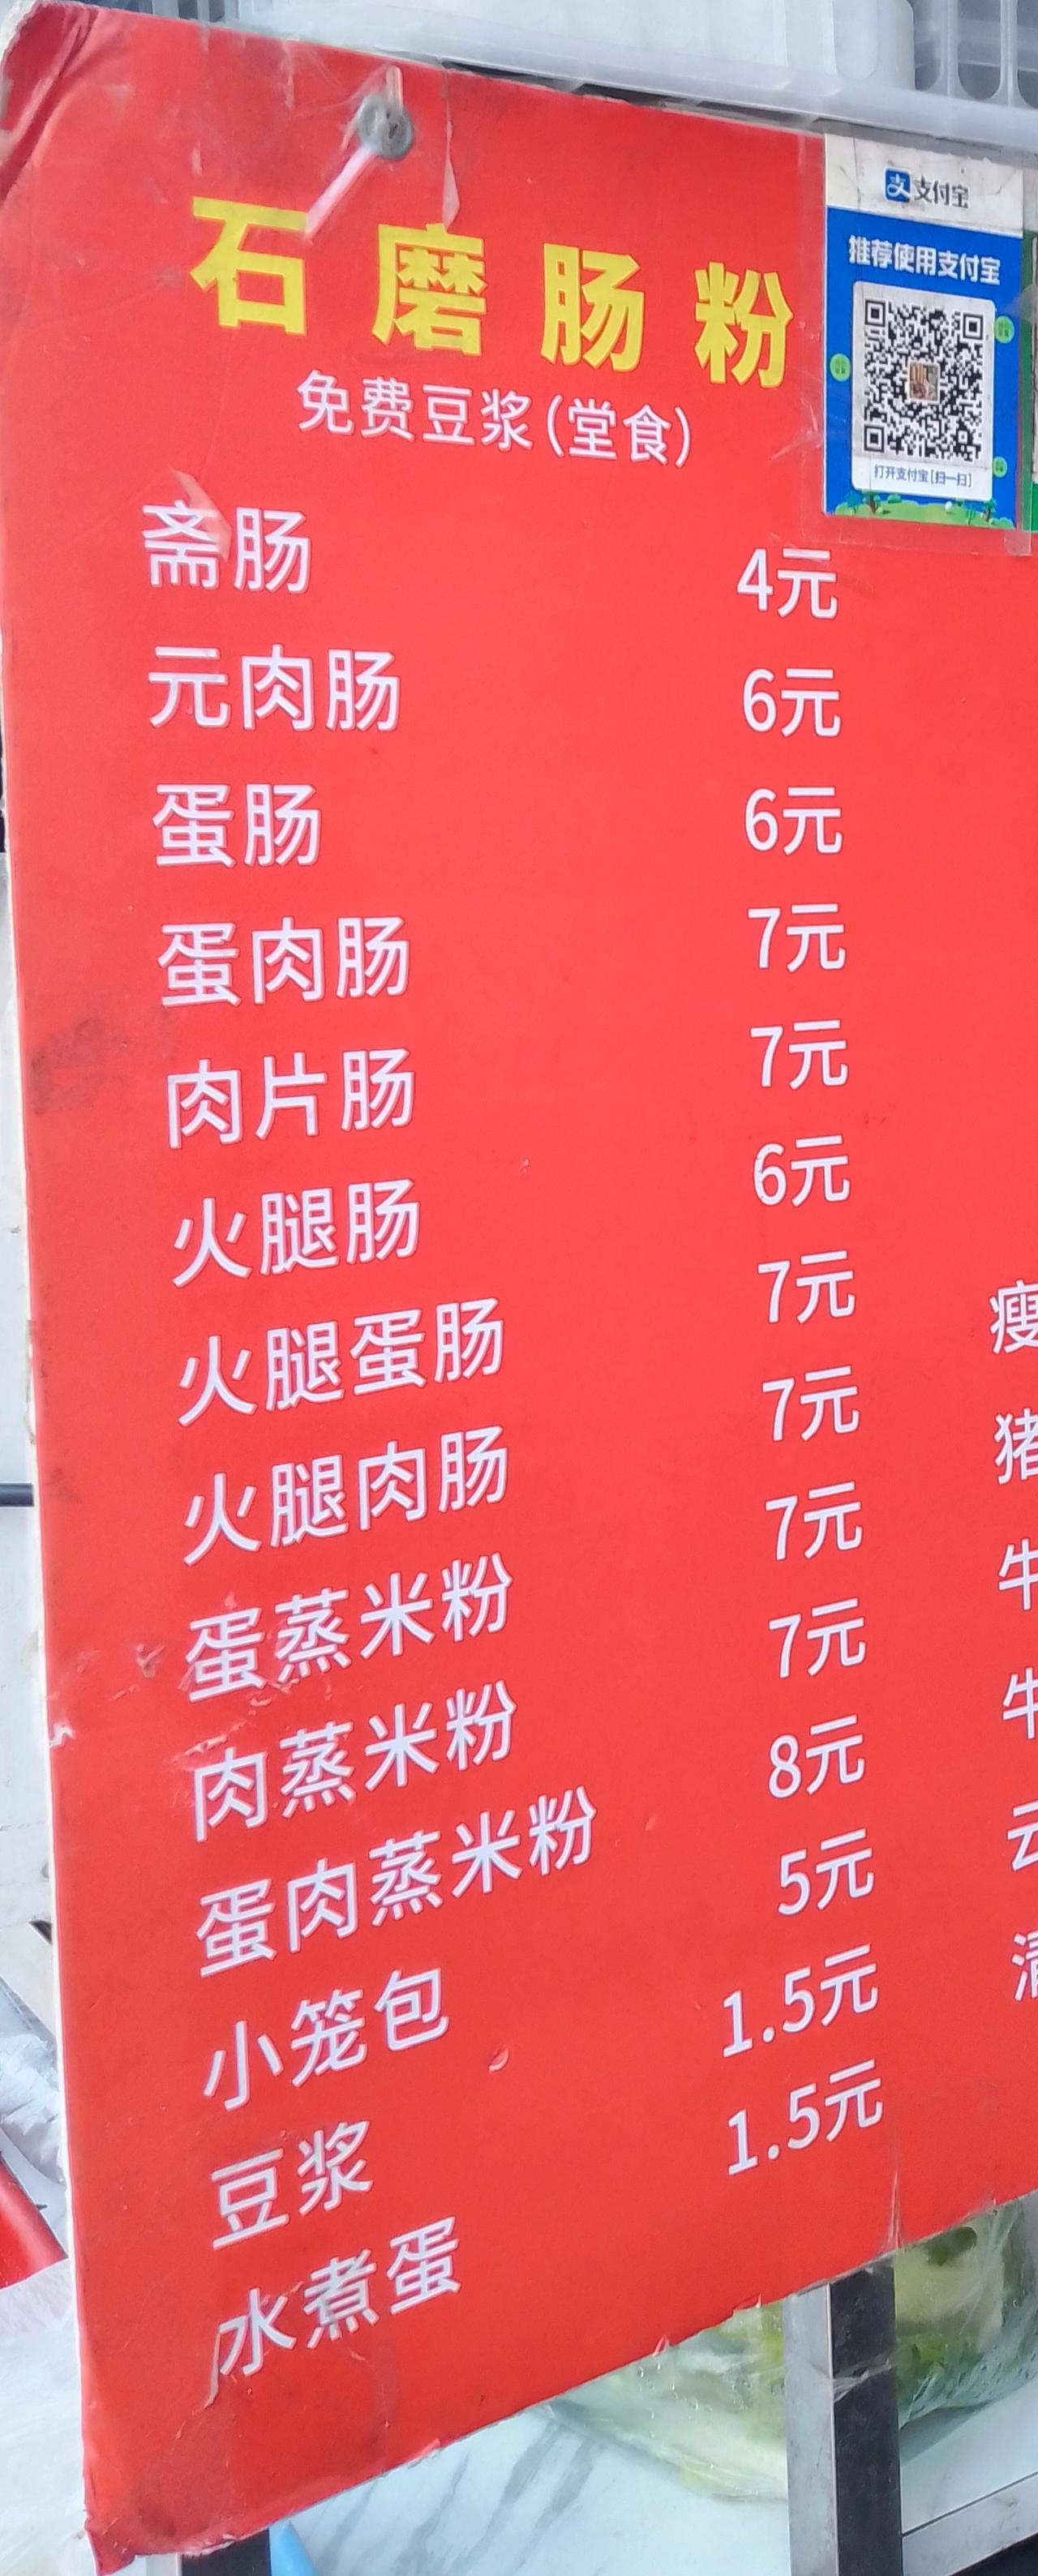 支付宝
推荐使用支付宝
打开支付宝[扫一扫]
石磨肠粉
免费豆浆(堂食)
斋肠 4元
元肉肠 6元
蛋肠 6元
蛋肉肠 7元
肉片肠 7元
火腿肠 6元
火腿蛋肠 7元
火腿肉肠 7元
蛋蒸米粉 7元
肉蒸米粉 7元
蛋肉蒸米粉 8元
小笼包 5元
豆浆 1.5元
水煮蛋 1.5元
瘦
猪
牛
牛
云